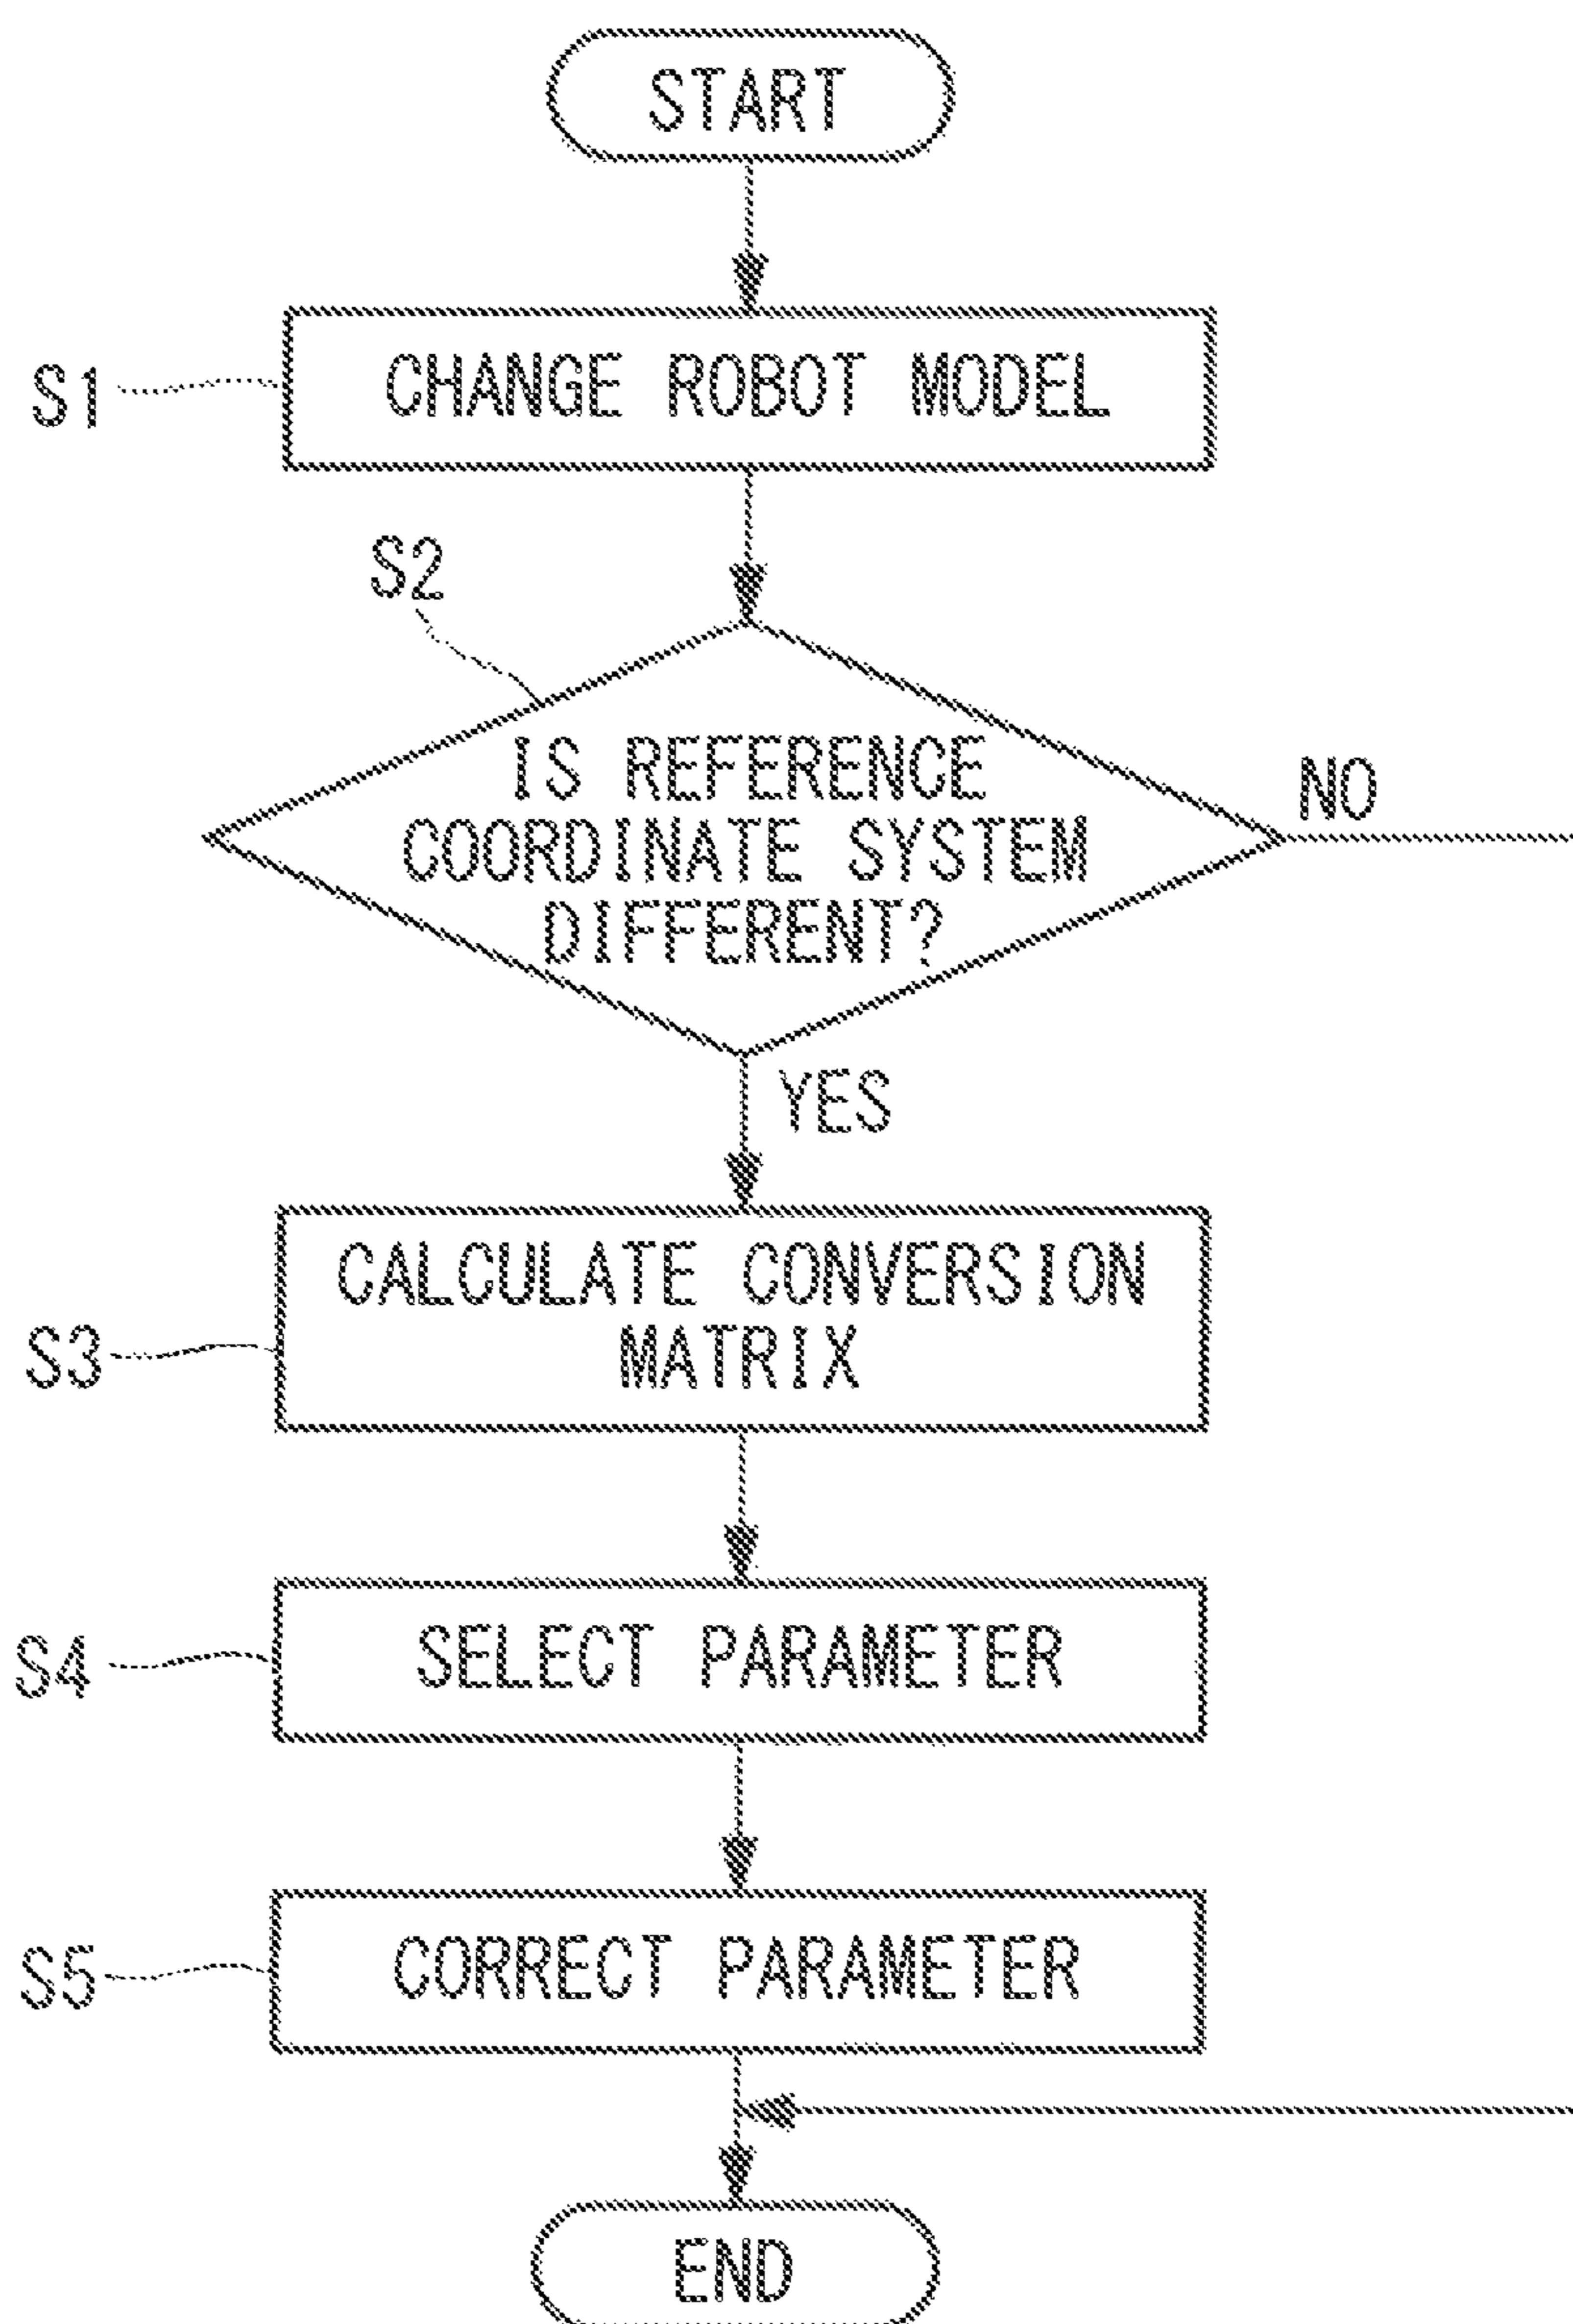 START
S1
CHANGE ROBOT MODEL
S2
IS REFERENCE
COORDINATE SYSTEM
DIFFERENT?
NO
YES
S3
CALCULATE CONVERSION
MATRIX
S4
SELECT PARAMETER
S5
CORRECT PARAMETER
END